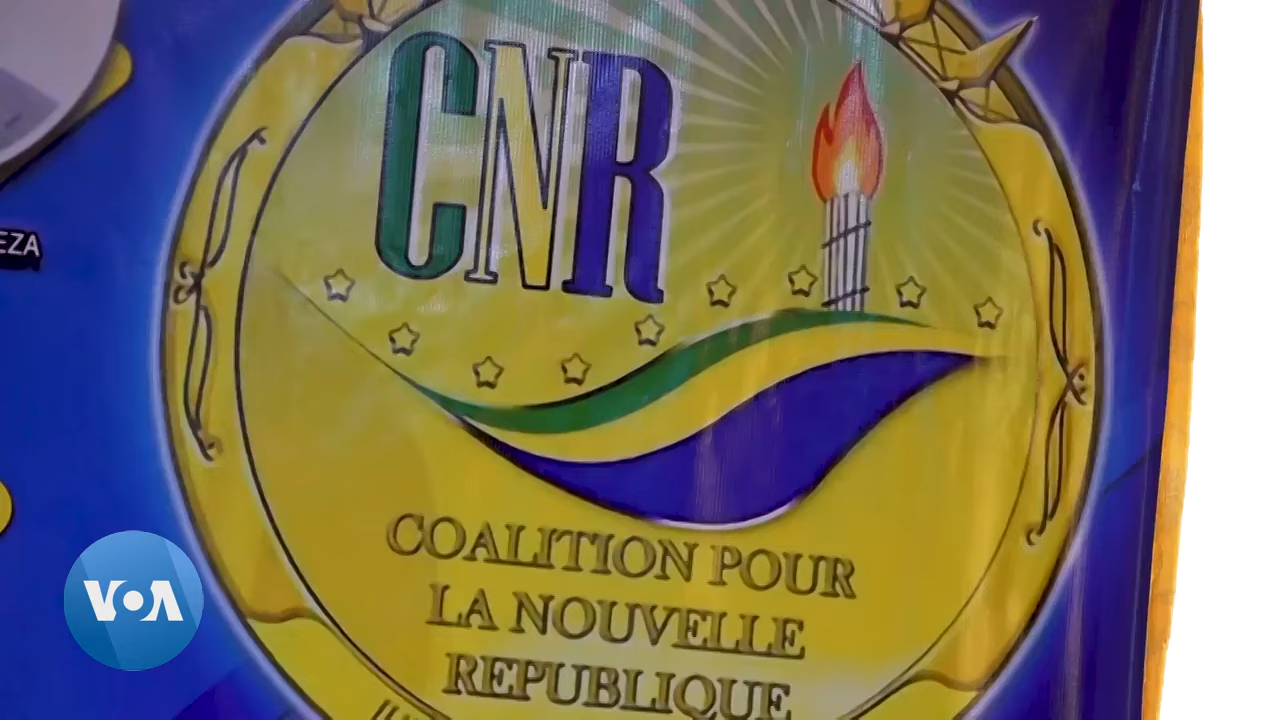 CNR
EZA
COALITION POUR
LA NOUVELLE
REPUBLIQUE
VOA